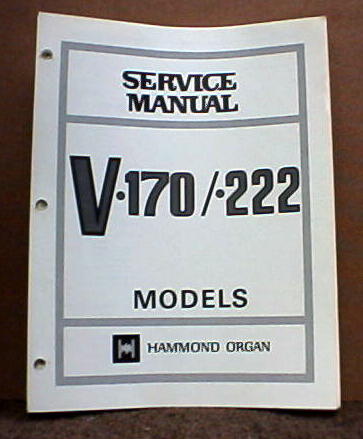 SERVICE
MANUAL
V·170/·222
MODELS
HAMMOND ORGAN